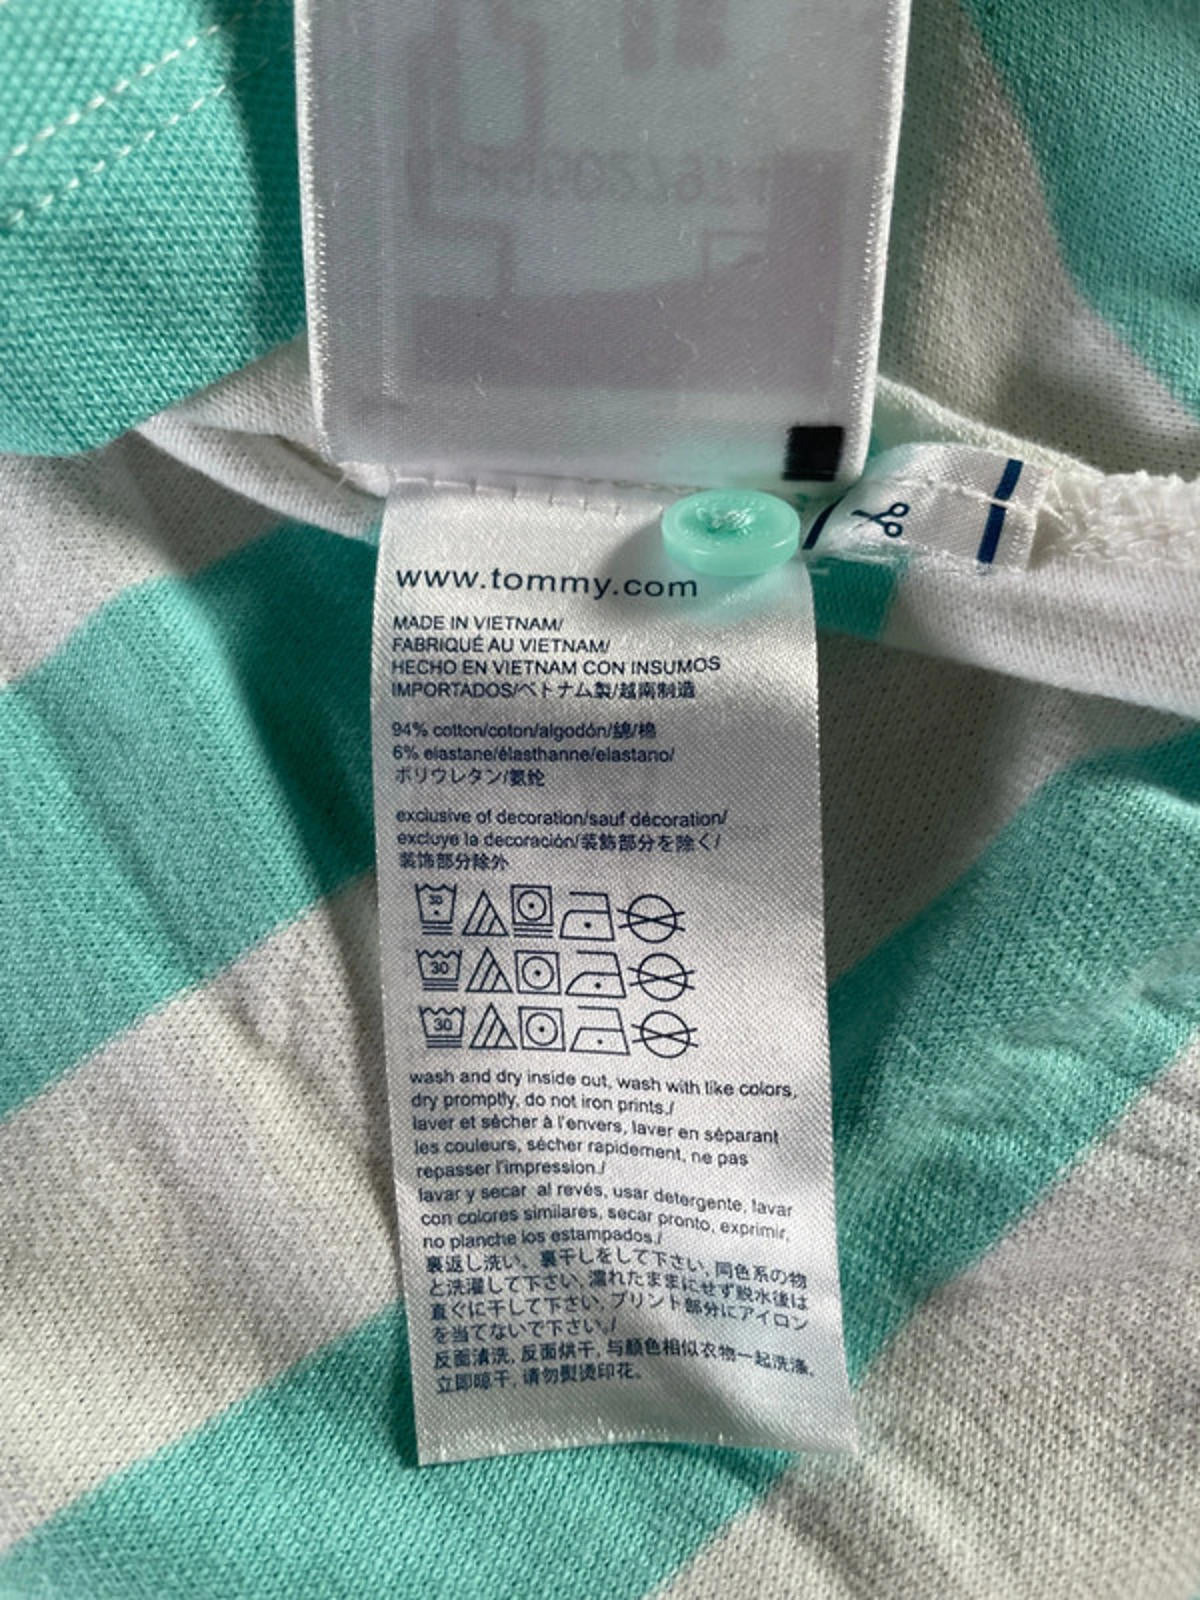 www.tommy.com
MADE IN VIETNAM/
FABRIQUÉ AU VIETNAM/
HECHO EN VIETNAM CON INSUMOS
IMPORTADOS/ベトナム製/越南制造
94% cotton/coton/algodón/綿/棉
6% elastane/élasthanne/elastano/
ポリウレタン/氨纶
exclusive of decoration/sauf décoration/
excluye la decoración/装飾部分を除く/
装饰部分除外
30
30
30
wash and dry inside out, wash with like colors,
dry promptly, do not iron prints./
laver et sécher à l'envers, laver en séparant
les couleurs, sécher rapidement, ne pas
repasser l'impression./
lavar y secar al revés, usar detergente, lavar
con colores similares, secar pronto, exprimir,
no planche los estampados./
裏返し洗い、裏干しをして下さい, 同色系の物
と洗濯して下さい, 濡れたままにせず脱水後は
直ぐに干して下さい, プリント部分にアイロン
を当てないで下さい./
反面清洗, 反面烘干, 与颜色相似衣物一起洗涤,
立即晾干, 请勿熨烫印花。